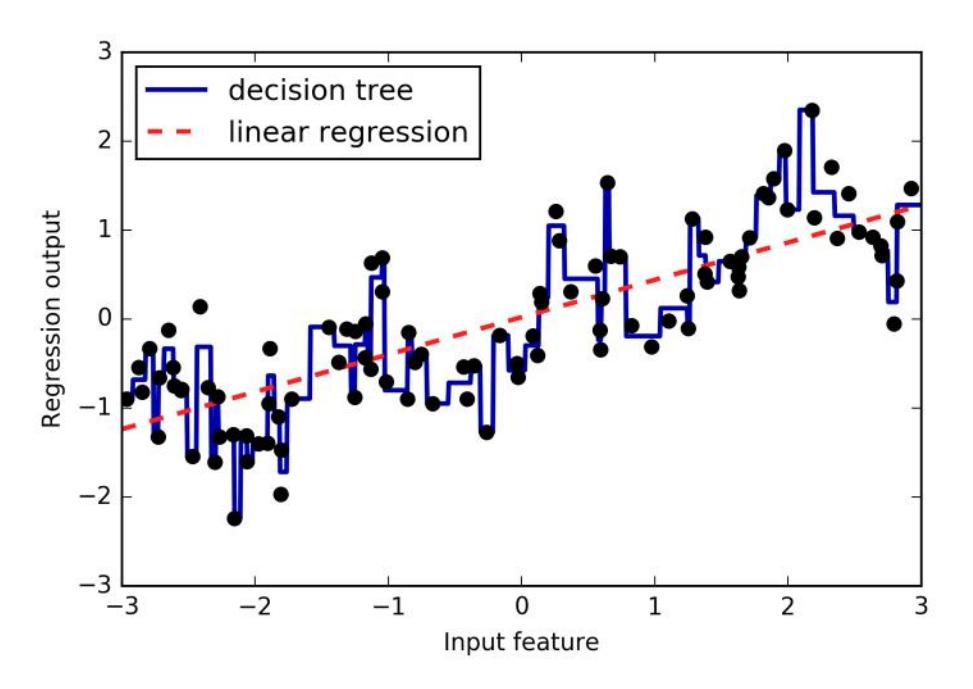 3
decision tree
linear regression
2
1
0
−1
−2
−3
Regression output
−3 −2 −1 0 1 2 3
Input feature